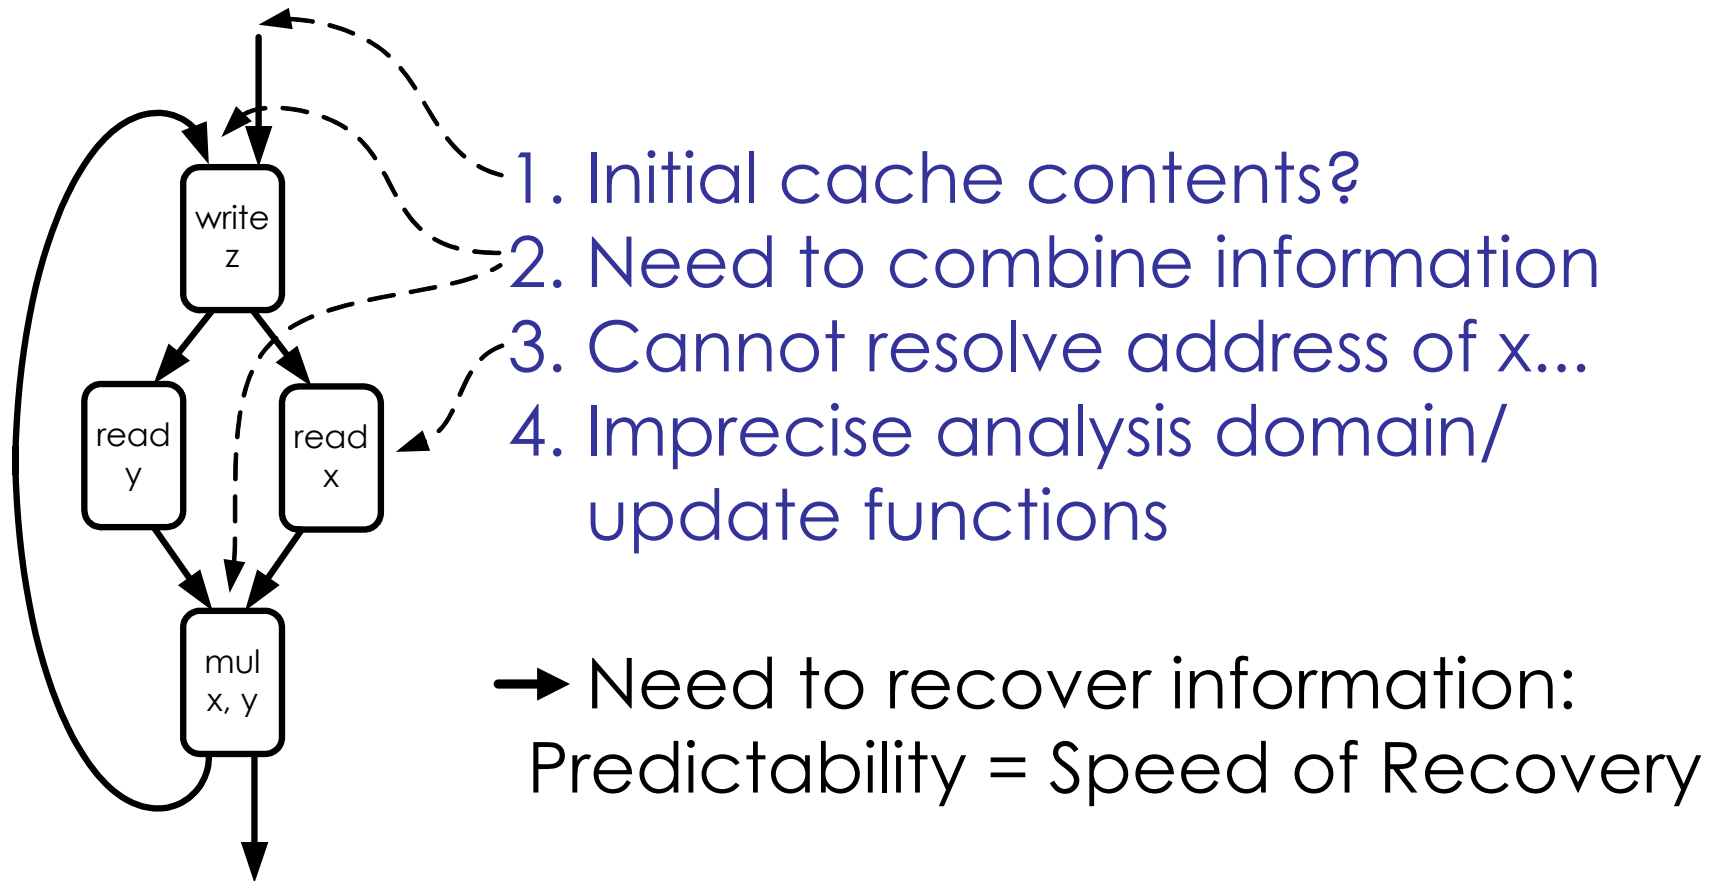 write
z
read
y
read
x
mul
x, y
1. Initial cache contents?
2. Need to combine information
3. Cannot resolve address of x...
4. Imprecise analysis domain/
update functions
Need to recover information:
Predictability = Speed of Recovery